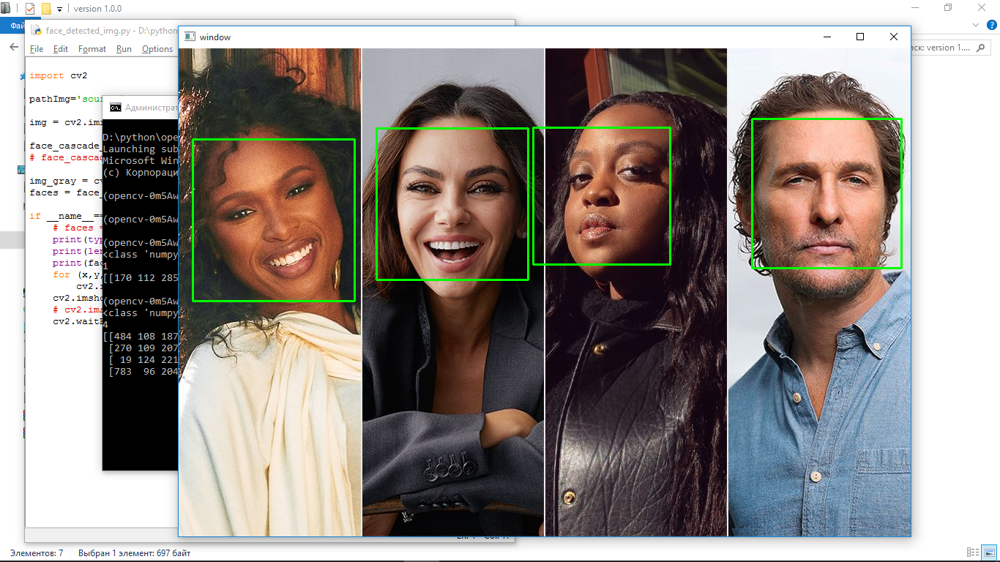 version 1.0.0
Фай
иск: version 1....
face_detected_img.py - D:\python
File Edit Format Run Options
import cv2
pathImg='sour
img = cv2.im
face_cascade_
# face_cascad
img_gray = cv
faces = face_
if __name__==
# faces =
print(typ
print(len
print(fac
for (x,y,
cv2.r
cv2.imsho
# cv2.ims
cv2.waitK
Администрат
D:\python\ope
Launching sub
Microsoft Win
(c) Корпораци
(opencv-0m5Aw
(opencv-0m5Aw
(opencv-0m5Aw
<class 'numpy
1
[[170 112 285
(opencv-0m5Aw
<class 'numpy
4
[[484 108 187
[270 109 207
[ 19 124 221
[783 96 204
window
Элементов: 7 Выбран 1 элемент: 697 байт